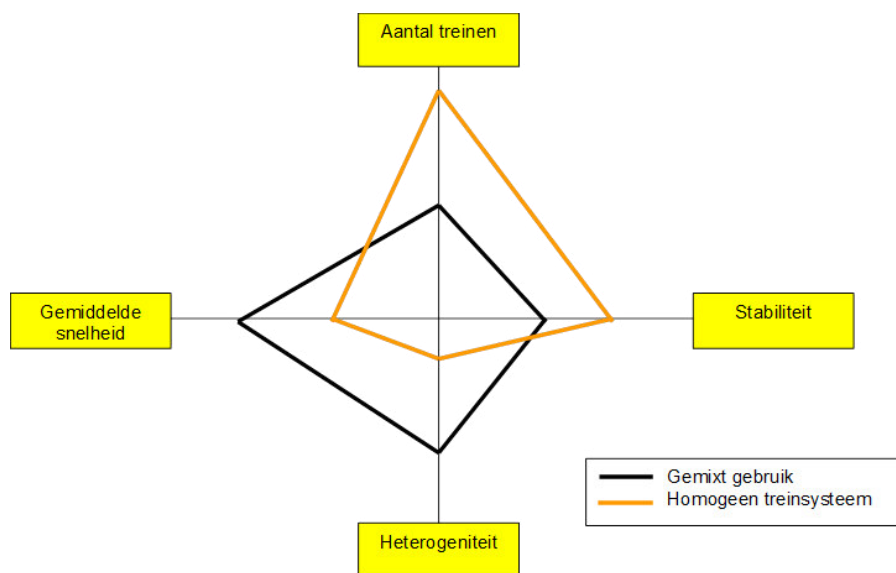 Aantal treinen
Gemiddelde
snelheid
Stabiliteit
Gemixt gebruik
Homogeen treinsysteem
Heterogeniteit